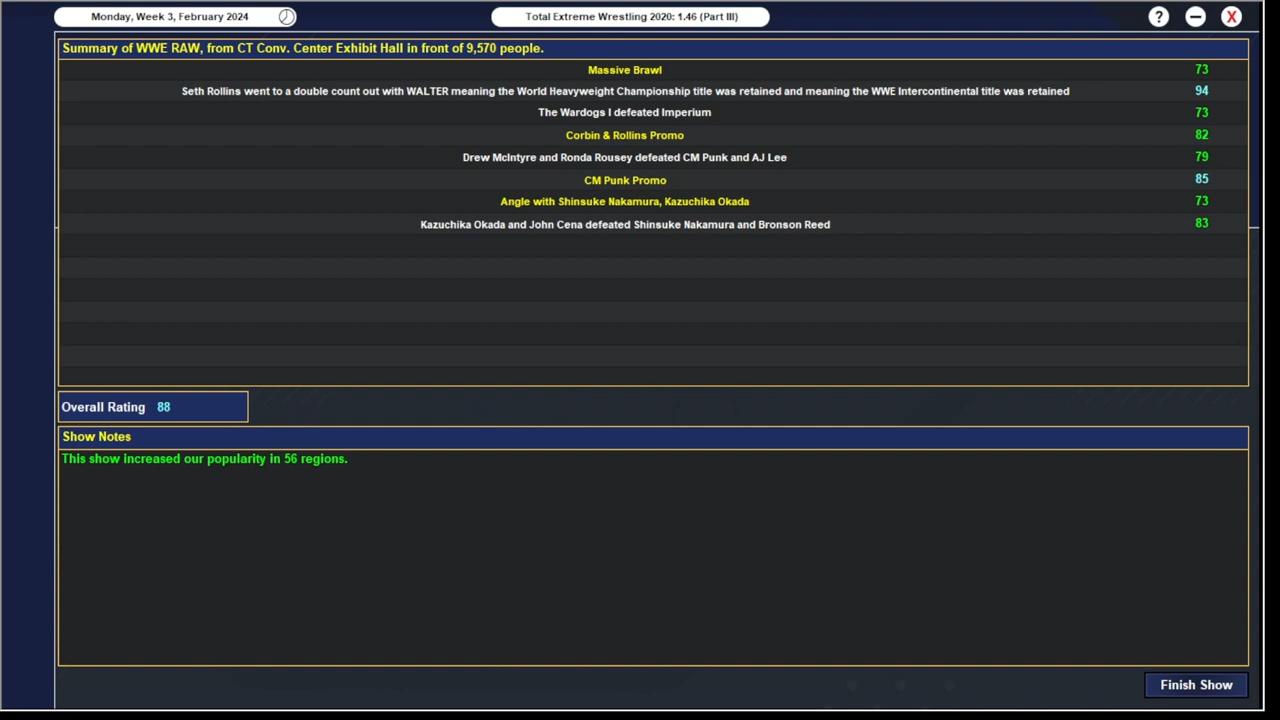 Monday, Week 3, February 2024
Total Extreme Wrestling 2020: 1.46 (Part III)
? X
Summary of WWE RAW, from CT Conv. Center Exhibit Hall in front of 9,570 people.
Massive Brawl 73
Seth Rollins went to a double count out with WALTER meaning the World Heavyweight Championship title was retained and meaning the WWE Intercontinental title was retained 94
The Wardogs I defeated Imperium 73
Corbin & Rollins Promo 82
Drew McIntyre and Ronda Rousey defeated CM Punk and AJ Lee 79
CM Punk Promo 85
Angle with Shinsuke Nakamura, Kazuchika Okada 73
Kazuchika Okada and John Cena defeated Shinsuke Nakamura and Bronson Reed 83
Overall Rating 88
Show Notes
This show increased our popularity in 56 regions.
Finish Show